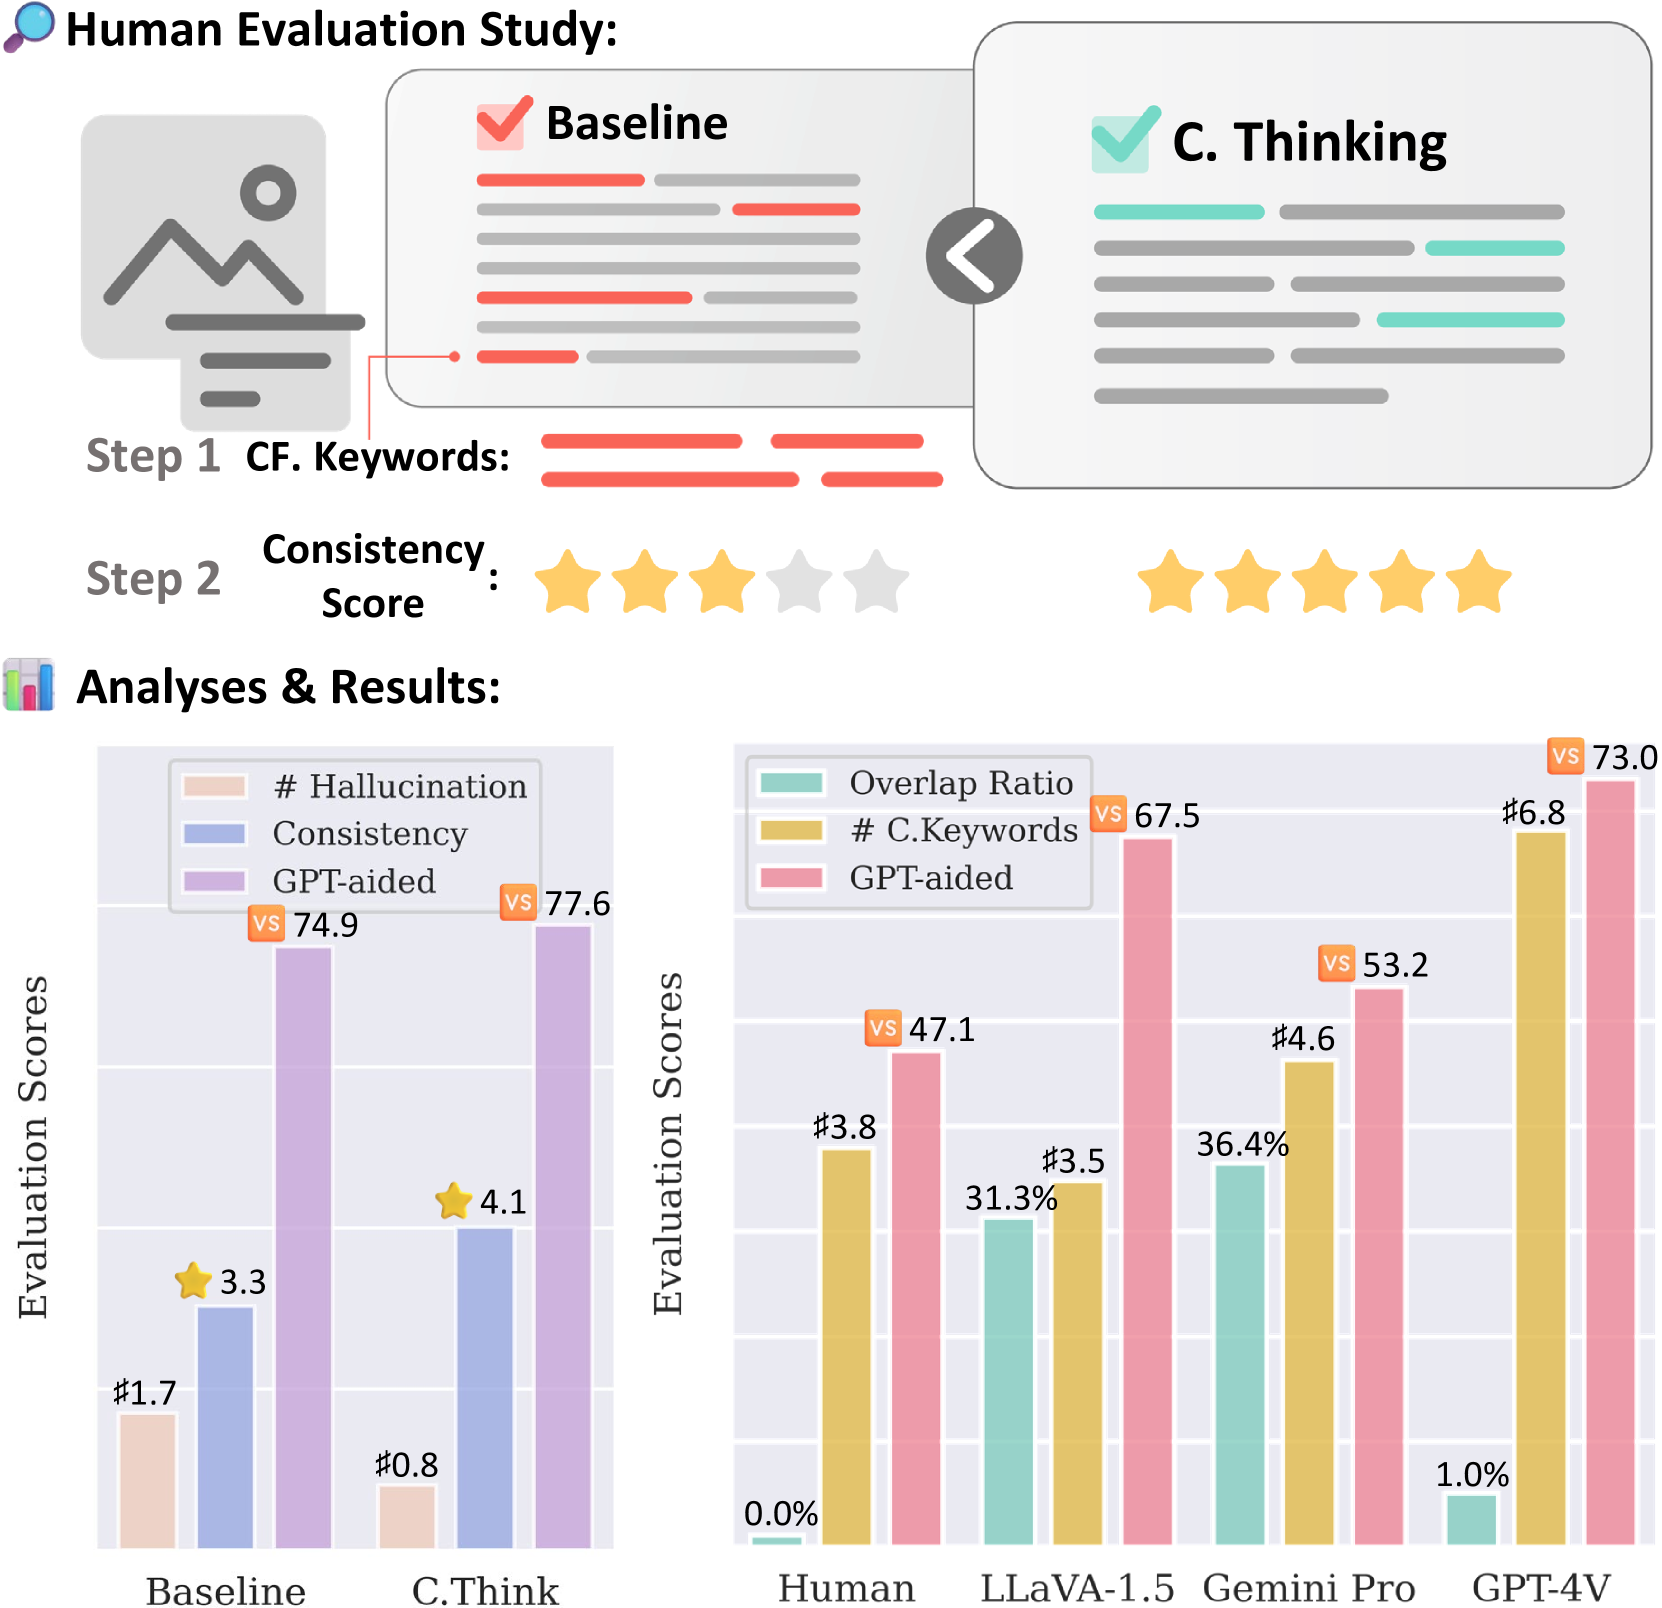 Human Evaluation Study:
Baseline
C. Thinking
Step 1 CF. Keywords:
Step 2 Consistency Score :
Analyses & Results:
# Hallucination
Consistency
GPT-aided
Evaluation Scores
♯1.7
3.3
VS 74.9
♯0.8
4.1
VS 77.6
Baseline
C.Think
Overlap Ratio
# C.Keywords
GPT-aided
Evaluation Scores
0.0%
♯3.8
VS 47.1
31.3%
♯3.5
VS 67.5
36.4%
♯4.6
VS 53.2
1.0%
♯6.8
VS 73.0
Human
LLaVA-1.5
Gemini Pro
GPT-4V